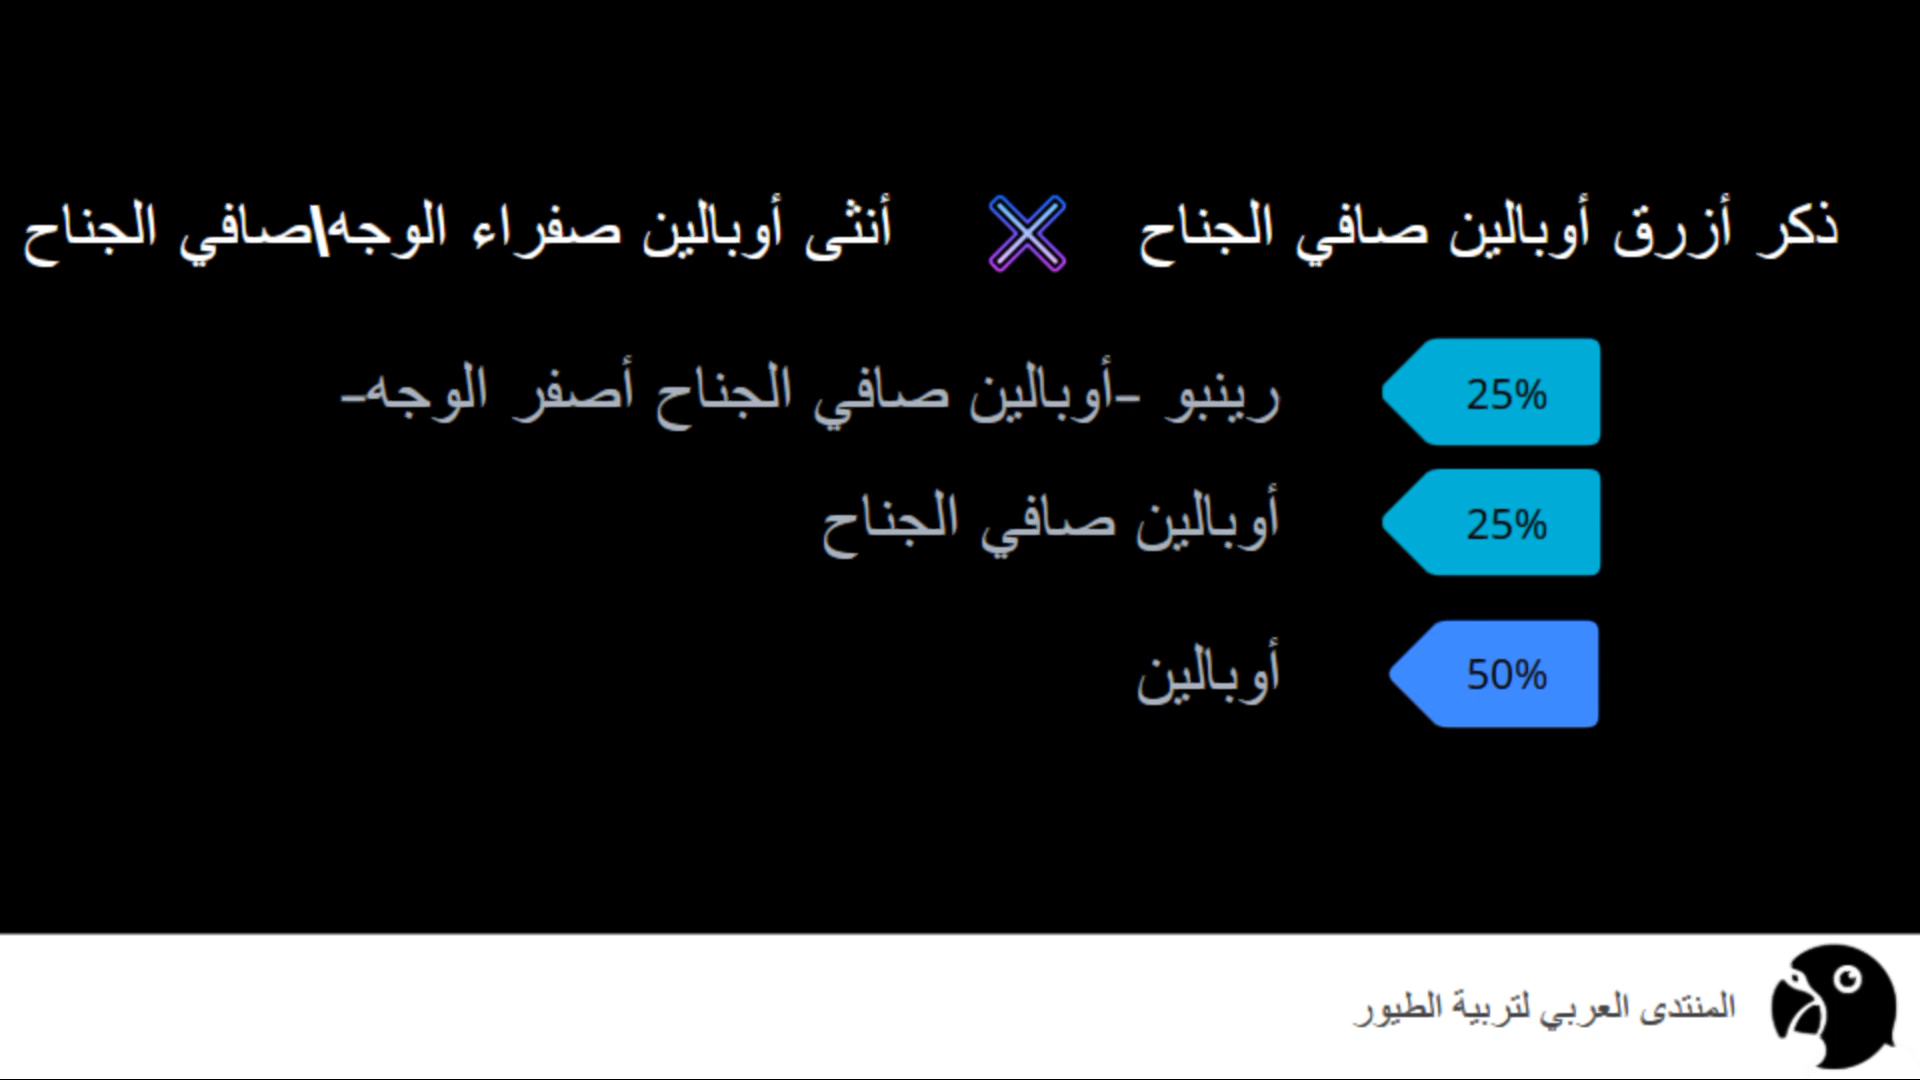 ذكر أزرق أوبالين صافي الجناح
أنثى أوبالين صفراء الوجه\صافي الجناح
25%
رينبو -أوبالين صافي الجناح أصفر الوجه-
25%
أوبالين صافي الجناح
50%
أوبالين
المنتدى العربي لتربية الطيور